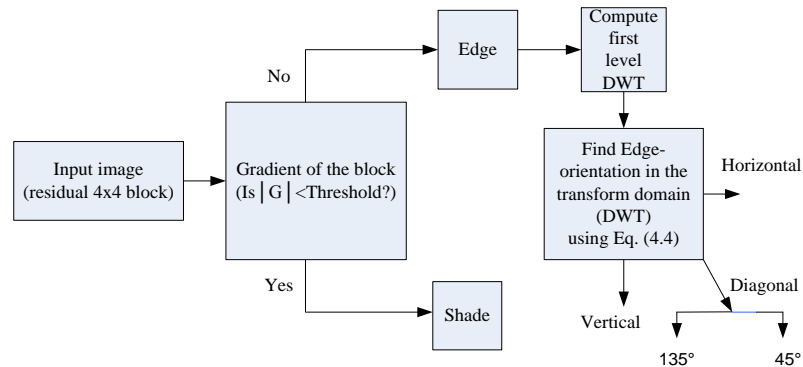 Input image
(residual 4x4 block)
Gradient of the block
(Is | G | <Threshold?)
No
Edge
Compute
first
level
DWT
Find Edge-
orientation in the
transform domain
(DWT)
using Eq. (4.4)
Horizontal
Yes
Shade
Vertical
Diagonal
135°
45°